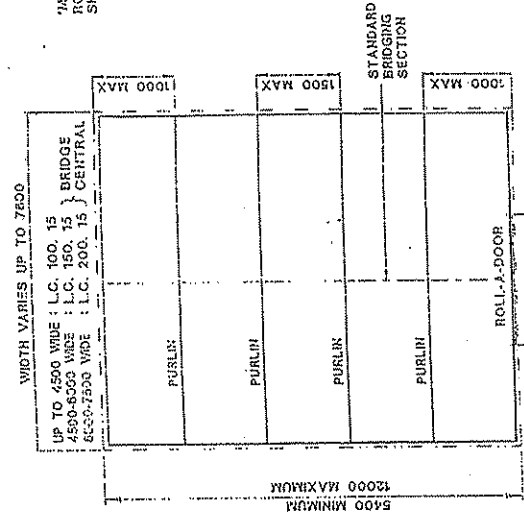 WIDTH VARIES UP TO 7800
UP TO 4500 WIDE : L.C. 100. 15
4500-6000 WIDE : L.C. 150. 15 } BRIDGE
6000-7500 WIDE : L.C. 200. 15 } CENTRAL
1000 MAX
1500 MAX
1000 MAX
STANDARD
BRIDGING
SECTION
PURLIN
PURLIN
PURLIN
PURLIN
ROLL-A-DOOR
5400 MINIMUM
12000 MAXIMUM